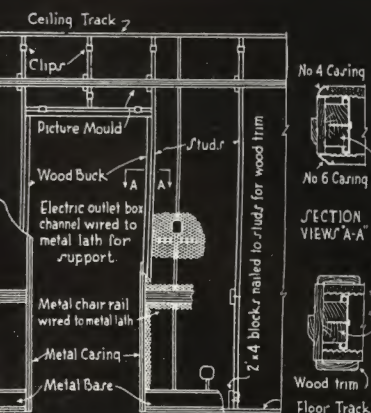 Ceiling Track
Clips
Picture Mould
Studs
Wood Buck
A A
Electric outlet box
channel wired to
metal lath for
support.
Metal chair rail
wired to metal lath
Metal Casing
Metal Base
2"x4 blocks nailed to studs for wood trim
No 4 Casing
No 6 Casing
SECTION
VIEWS "A-A"
Wood trim
Floor Track